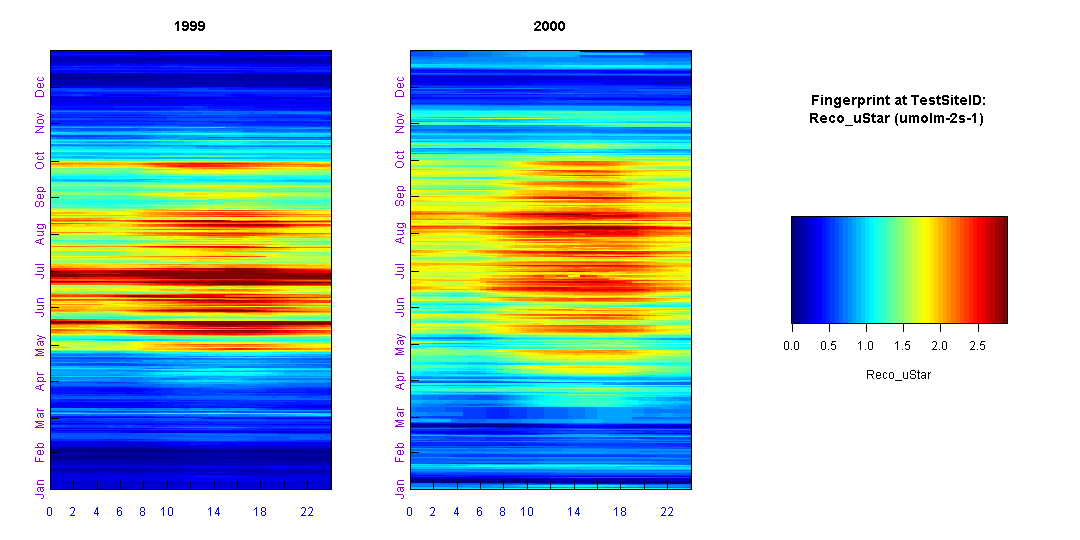 1999
2000
Fingerprint at TestSiteID:
Reco_uStar (umolm-2s-1)
Dec
Nov
Oct
Sep
Aug
Jul
Jun
May
Apr
Mar
Feb
Jan
0 2 4 6 8 10 14 18 22
Dec
Nov
Oct
Sep
Aug
Jul
Jun
May
Apr
Mar
Feb
Jan
0 2 4 6 8 10 14 18 22
0.0 0.5 1.0 1.5 2.0 2.5
Reco_uStar